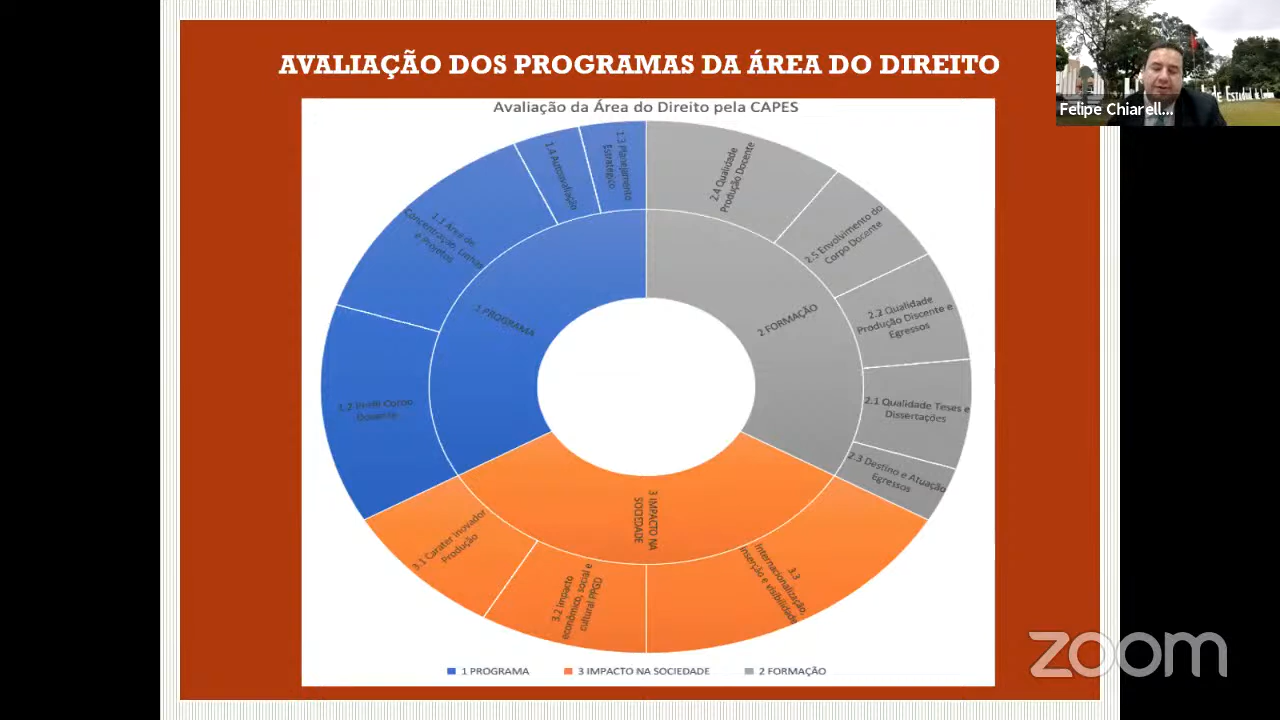 AVALIAÇÃO DOS PROGRAMAS DA ÁREA DO DIREITO
Felipe Chiarell...
Avaliação da Área do Direito pela CAPES
1.3 Planejamento
Estratégico
1.4 Autoavaliação
1.1 Área de
Concentração, Linhas
e Projetos
1.2 Perfil Corpo
Docente
1 PROGRAMA
2.4 Qualidade
Produção Docente
2.5 Envolvimento do
Corpo Docente
2.2 Qualidade
Produção Discente e
Egressos
2.1 Qualidade Teses e
Dissertações
2.3 Destino e Atuação
Egressos
2 FORMAÇÃO
3 IMPACTO NA
SOCIEDADE
3.1 Carater Inovador
Produção
3.2 Impacto
econômico, social e
cultural PPGD
3.3
Internacionalização,
inserção e visibilidade
1 PROGRAMA
3 IMPACTO NA SOCIEDADE
2 FORMAÇÃO
zoom